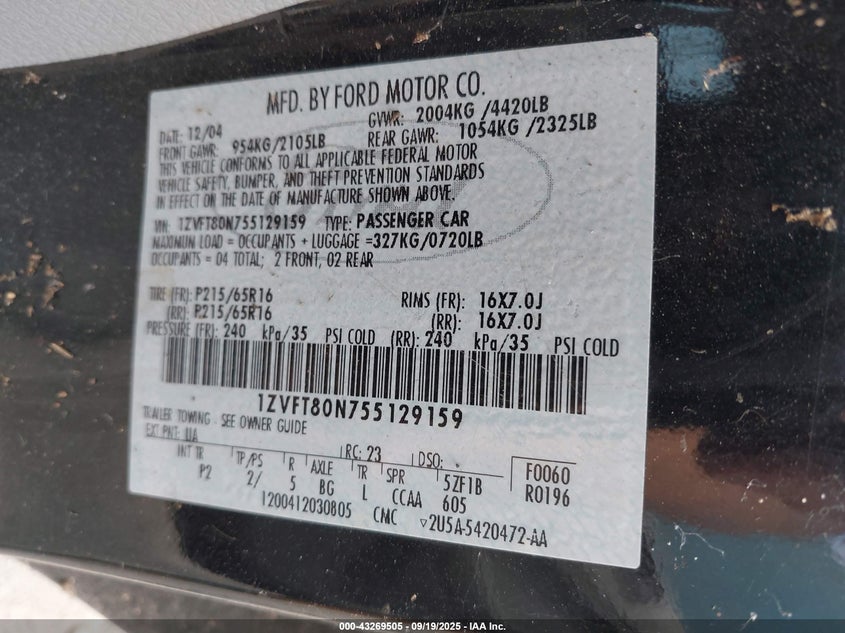 MFD. BY FORD MOTOR CO.
DATE: 12/04 GVWR: 2004KG /4420LB
FRONT GAWR: 954KG/2105LB REAR GAWR: 1054KG /2325LB
THIS VEHICLE CONFORMS TO ALL APPLICABLE FEDERAL MOTOR
VEHICLE SAFETY, BUMPER, AND THEFT PREVENTION STANDARDS
IN EFFECT ON THE DATE OF MANUFACTURE SHOWN ABOVE.
VIN: 1ZVFT80N755129159 TYPE: PASSENGER CAR
MAXIMUM LOAD = OCCUPANTS + LUGGAGE =327KG/0720LB
OCCUPANTS = 04 TOTAL; 2 FRONT, 02 REAR
TIRE (FR): P215/65R16 RIMS (FR): 16X7.0J
(RR): P215/65R16 (RR): 16X7.0J
PRESSURE (FR): 240 kPa/35 PSI COLD (RR): 240 kPa/35 PSI COLD
1ZVFT80N755129159
TRAILER TOWING - SEE OWNER GUIDE
EXT PNT: UA RC: 23 DSO: F0060
INT TR TP/PS R AXLE TR SPR 5ZF1B R0196
P2 2/ 5 BG L CCAA 605
1200412030805 CMC ▽2U5A-5420472-AA
000-43269505 - 09/19/2025 - IAA Inc.